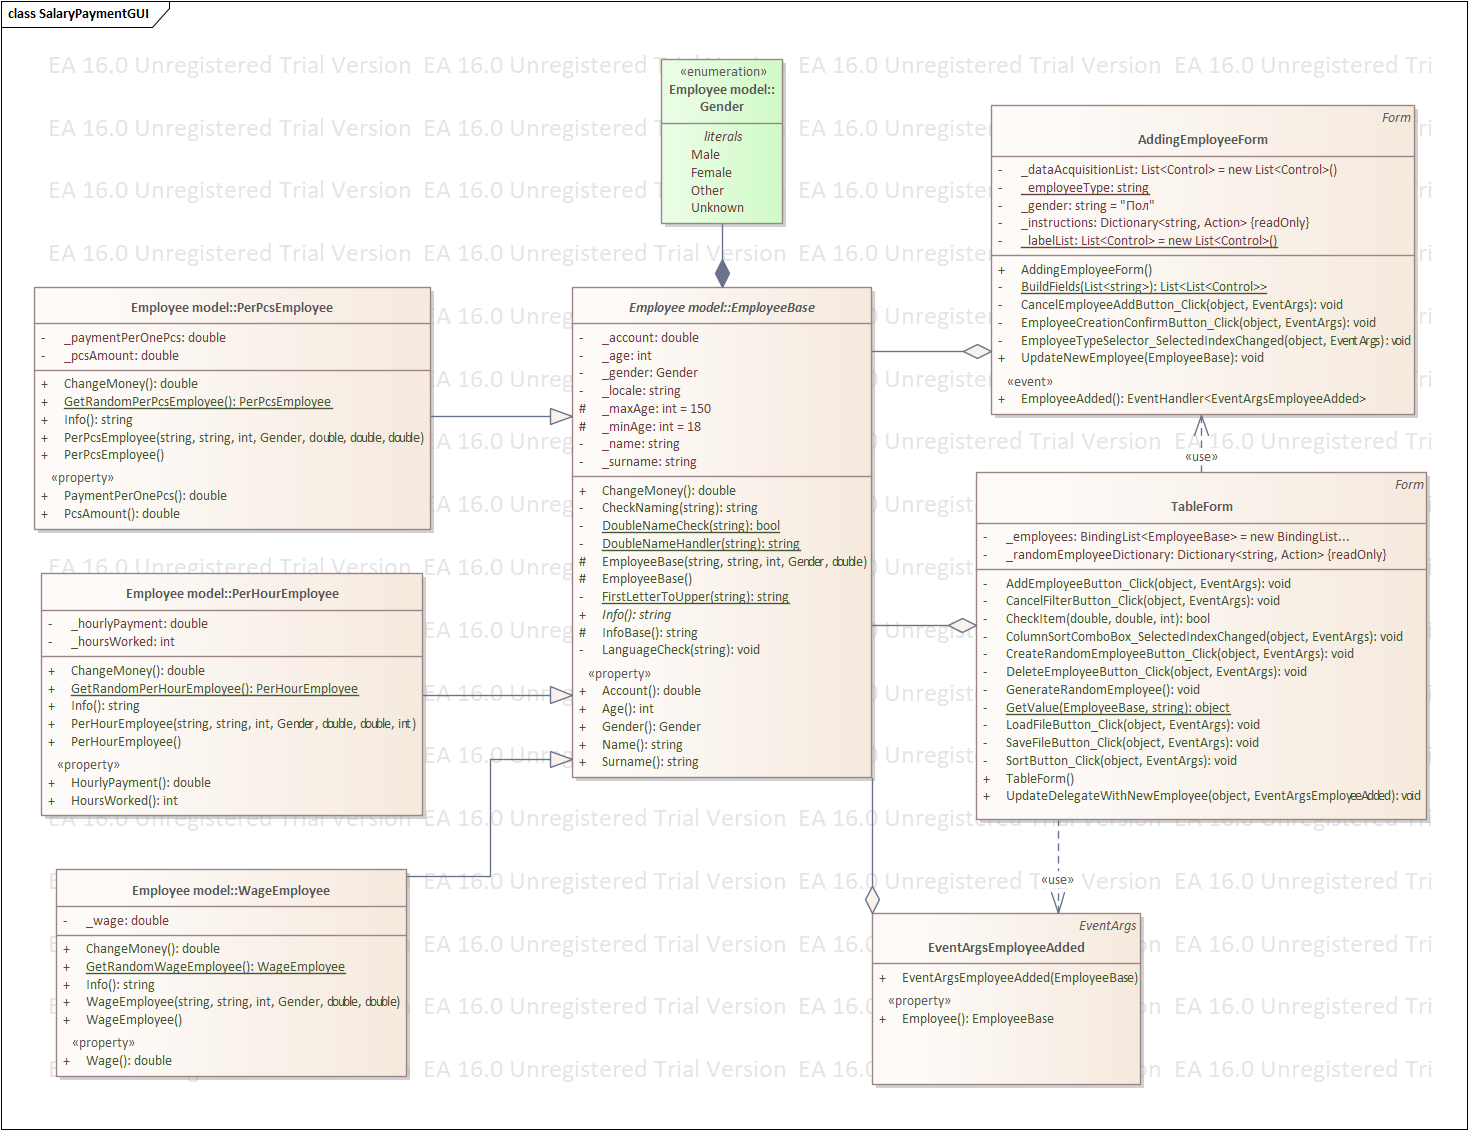 class SalaryPaymentGUI
EA 16.0 Unregistered Trial Version
«enumeration»
Employee model::
Gender
literals
Male
Female
Other
Unknown
Form
AddingEmployeeForm
- _dataAcquisitionList: List<Control> = new List<Control>()
- _employeeType: string
- _gender: string = "Пол"
- _instructions: Dictionary<string, Action> {readOnly}
- _labelList: List<Control> = new List<Control>()
+ AddingEmployeeForm()
- BuildFields(List<string>): List<List<Control>>
- CancelEmployeeAddButton_Click(object, EventArgs): void
- EmployeeCreationConfirmButton_Click(object, EventArgs): void
- EmployeeTypeSelector_SelectedIndexChanged(object, EventArgs): void
+ UpdateNewEmployee(EmployeeBase): void
«event»
+ EmployeeAdded(): EventHandler<EventArgsEmployeeAdded>
Employee model::PerPcsEmployee
- _paymentPerOnePcs: double
- _pcsAmount: double
+ ChangeMoney(): double
+ GetRandomPerPcsEmployee(): PerPcsEmployee
+ Info(): string
+ PerPcsEmployee(string, string, int, Gender, double, double, double)
+ PerPcsEmployee()
«property»
+ PaymentPerOnePcs(): double
+ PcsAmount(): double
Employee model::EmployeeBase
- _account: double
- _age: int
- _gender: Gender
- _locale: string
# _maxAge: int = 150
# _minAge: int = 18
- _name: string
- _surname: string
+ ChangeMoney(): double
- CheckNaming(string): string
- DoubleNameCheck(string): bool
- DoubleNameHandler(string): string
# EmployeeBase(string, string, int, Gender, double)
# EmployeeBase()
- FirstLetterToUpper(string): string
+ Info(): string
# InfoBase(): string
- LanguageCheck(string): void
«property»
+ Account(): double
+ Age(): int
+ Gender(): Gender
+ Name(): string
+ Surname(): string
«use»
Form
TableForm
- _employees: BindingList<EmployeeBase> = new BindingList...
- _randomEmployeeDictionary: Dictionary<string, Action> {readOnly}
- AddEmployeeButton_Click(object, EventArgs): void
- CancelFilterButton_Click(object, EventArgs): void
- CheckItem(double, double, int): bool
- ColumnSortComboBox_SelectedIndexChanged(object, EventArgs): void
- CreateRandomEmployeeButton_Click(object, EventArgs): void
- DeleteEmployeeButton_Click(object, EventArgs): void
- GenerateRandomEmployee(): void
- GetValue(EmployeeBase, string): object
- LoadFileButton_Click(object, EventArgs): void
- SaveFileButton_Click(object, EventArgs): void
- SortButton_Click(object, EventArgs): void
+ TableForm()
+ UpdateDelegateWithNewEmployee(object, EventArgsEmployeeAdded): void
Employee model::PerHourEmployee
- _hourlyPayment: double
- _hoursWorked: int
+ ChangeMoney(): double
+ GetRandomPerHourEmployee(): PerHourEmployee
+ Info(): string
+ PerHourEmployee(string, string, int, Gender, double, double, int)
+ PerHourEmployee()
«property»
+ HourlyPayment(): double
+ HoursWorked(): int
Employee model::WageEmployee
- _wage: double
+ ChangeMoney(): double
+ GetRandomWageEmployee(): WageEmployee
+ Info(): string
+ WageEmployee(string, string, int, Gender, double, double)
+ WageEmployee()
«property»
+ Wage(): double
«use»
EventArgs
EventArgsEmployeeAdded
+ EventArgsEmployeeAdded(EmployeeBase)
«property»
+ Employee(): EmployeeBase